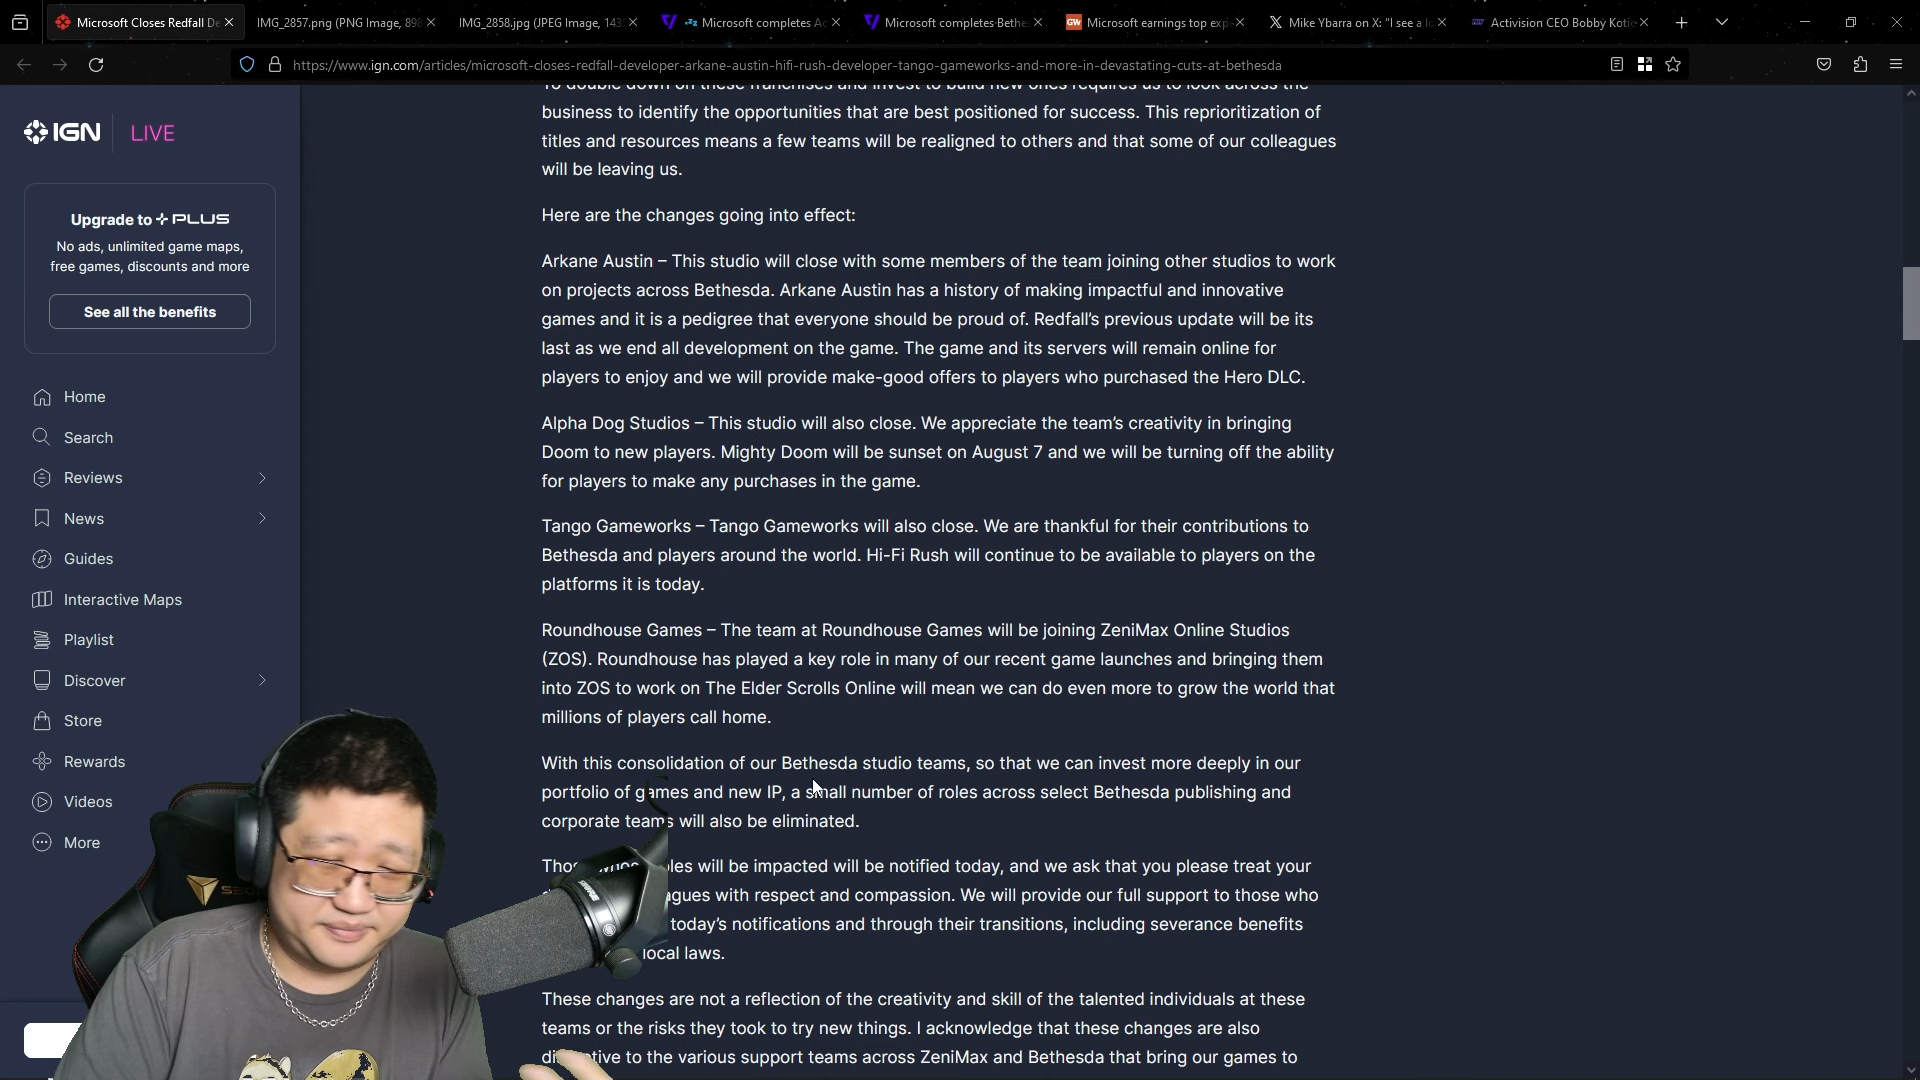 Microsoft Closes Redfall De
IMG_2857.png (PNG Image, 898
IMG_2858.jpg (JPEG Image, 143
Microsoft completes Ac
Microsoft completes Bethe
GW Microsoft earnings top exp
Mike Ybarra on X: "I see a lo
Activision CEO Bobby Kotic
https://www.ign.com/articles/microsoft-closes-redfall-developer-arkane-austin-hifi-rush-developer-tango-gameworks-and-more-in-devastating-cuts-at-bethesda
IGN LIVE
Upgrade to PLUS
No ads, unlimited game maps,
free games, discounts and more
See all the benefits
Home
Search
Reviews
News
Guides
Interactive Maps
Playlist
Discover
Store
Rewards
Videos
More
To double down on these franchises and invest to build new ones requires us to look across the
business to identify the opportunities that are best positioned for success. This reprioritization of
titles and resources means a few teams will be realigned to others and that some of our colleagues
will be leaving us.
Here are the changes going into effect:
Arkane Austin – This studio will close with some members of the team joining other studios to work
on projects across Bethesda. Arkane Austin has a history of making impactful and innovative
games and it is a pedigree that everyone should be proud of. Redfall’s previous update will be its
last as we end all development on the game. The game and its servers will remain online for
players to enjoy and we will provide make-good offers to players who purchased the Hero DLC.
Alpha Dog Studios – This studio will also close. We appreciate the team’s creativity in bringing
Doom to new players. Mighty Doom will be sunset on August 7 and we will be turning off the ability
for players to make any purchases in the game.
Tango Gameworks – Tango Gameworks will also close. We are thankful for their contributions to
Bethesda and players around the world. Hi-Fi Rush will continue to be available to players on the
platforms it is today.
Roundhouse Games – The team at Roundhouse Games will be joining ZeniMax Online Studios
(ZOS). Roundhouse has played a key role in many of our recent game launches and bringing them
into ZOS to work on The Elder Scrolls Online will mean we can do even more to grow the world that
millions of players call home.
With this consolidation of our Bethesda studio teams, so that we can invest more deeply in our
portfolio of games and new IP, a small number of roles across select Bethesda publishing and
corporate teams will also be eliminated.
will be impacted will be notified today, and we ask that you please treat your
with respect and compassion. We will provide our full support to those who
today’s notifications and through their transitions, including severance benefits
local laws.
These changes are not a reflection of the creativity and skill of the talented individuals at these
teams or the risks they took to try new things. I acknowledge that these changes are also
to the various support teams across ZeniMax and Bethesda that bring our games to